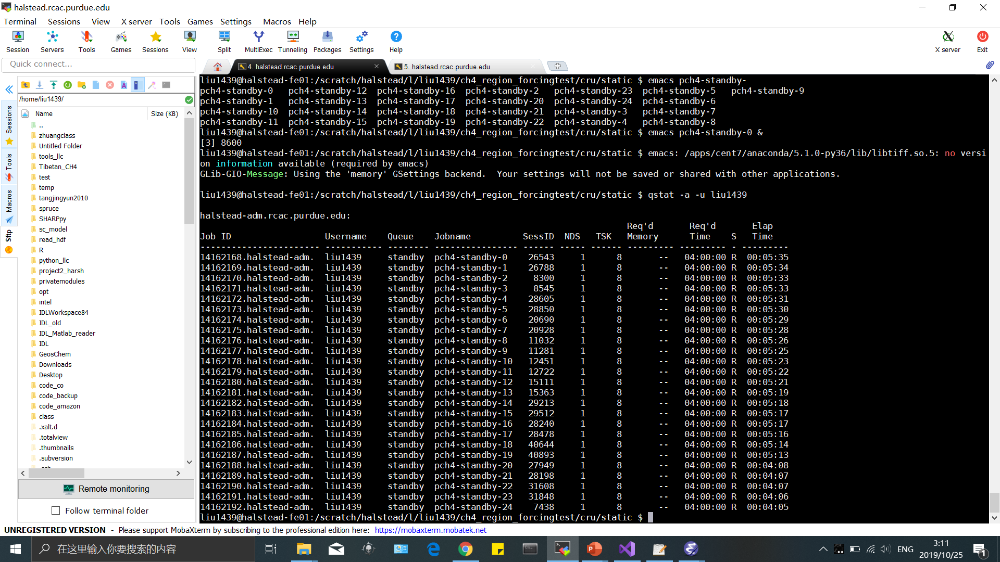 halstead.rcac.purdue.edu
Terminal Sessions View X server Tools Games Settings Macros Help
Session Servers Tools Games Sessions View Split MultiExec Tunneling Packages Settings Help X server Exit
Quick connect...
4. halstead.rcac.purdue.edu
5. halstead.rcac.purdue.edu
Sessions
Tools
Macros
Sftp
/home/liu1439/
Name Size (KB)
..
zhuangclass
Untitled Folder
tools_llc
Tibetan_CH4
test
temp
tangjingyun2010
spruce
SHARPpy
sc_model
read_hdf
R
python_llc
project2_harsh
privatemodules
opt
intel
IDLWorkspace84
IDL_old
IDL_Matlab_reader
IDL
GeosChem
Downloads
Desktop
code_co
code_backup
code_amazon
class
.xalt.d
.totalview
.thumbnails
.subversion
Remote monitoring
Follow terminal folder
liu1439@halstead-fe01:/scratch/halstead/l/liu1439/ch4_region_forcingtest/cru/static $ emacs pch4-standby-
pch4-standby-0 pch4-standby-12 pch4-standby-16 pch4-standby-2 pch4-standby-23 pch4-standby-5 pch4-standby-9
pch4-standby-1 pch4-standby-13 pch4-standby-17 pch4-standby-20 pch4-standby-24 pch4-standby-6
pch4-standby-10 pch4-standby-14 pch4-standby-18 pch4-standby-21 pch4-standby-3 pch4-standby-7
pch4-standby-11 pch4-standby-15 pch4-standby-19 pch4-standby-22 pch4-standby-4 pch4-standby-8
liu1439@halstead-fe01:/scratch/halstead/l/liu1439/ch4_region_forcingtest/cru/static $ emacs pch4-standby-0 &
[3] 8600
liu1439@halstead-fe01:/scratch/halstead/l/liu1439/ch4_region_forcingtest/cru/static $ emacs: /apps/cent7/anaconda/5.1.0-py36/lib/libtiff.so.5: no versi
on information available (required by emacs)
GLib-GIO-Message: Using the 'memory' GSettings backend.  Your settings will not be saved or shared with other applications.
liu1439@halstead-fe01:/scratch/halstead/l/liu1439/ch4_region_forcingtest/cru/static $ qstat -a -u liu1439
halstead-adm.rcac.purdue.edu:
Req'd Req'd Elap
Job ID Username Queue Jobname SessID NDS TSK Memory Time S Time
----------------------- ----------- -------- ---------------- ------ ----- ------ --------- --------- - ---------
14162168.halstead-adm. liu1439 standby pch4-standby-0 26543 1 8 -- 04:00:00 R 00:05:35
14162169.halstead-adm. liu1439 standby pch4-standby-1 26788 1 8 -- 04:00:00 R 00:05:34
14162170.halstead-adm. liu1439 standby pch4-standby-2 8300 1 8 -- 04:00:00 R 00:05:33
14162171.halstead-adm. liu1439 standby pch4-standby-3 8545 1 8 -- 04:00:00 R 00:05:33
14162172.halstead-adm. liu1439 standby pch4-standby-4 28605 1 8 -- 04:00:00 R 00:05:31
14162173.halstead-adm. liu1439 standby pch4-standby-5 28850 1 8 -- 04:00:00 R 00:05:30
14162174.halstead-adm. liu1439 standby pch4-standby-6 20690 1 8 -- 04:00:00 R 00:05:29
14162175.halstead-adm. liu1439 standby pch4-standby-7 20928 1 8 -- 04:00:00 R 00:05:28
14162176.halstead-adm. liu1439 standby pch4-standby-8 11032 1 8 -- 04:00:00 R 00:05:26
14162177.halstead-adm. liu1439 standby pch4-standby-9 11281 1 8 -- 04:00:00 R 00:05:25
14162178.halstead-adm. liu1439 standby pch4-standby-10 12451 1 8 -- 04:00:00 R 00:05:23
14162179.halstead-adm. liu1439 standby pch4-standby-11 12722 1 8 -- 04:00:00 R 00:05:22
14162180.halstead-adm. liu1439 standby pch4-standby-12 15111 1 8 -- 04:00:00 R 00:05:21
14162181.halstead-adm. liu1439 standby pch4-standby-13 15363 1 8 -- 04:00:00 R 00:05:19
14162182.halstead-adm. liu1439 standby pch4-standby-14 29213 1 8 -- 04:00:00 R 00:05:18
14162183.halstead-adm. liu1439 standby pch4-standby-15 29512 1 8 -- 04:00:00 R 00:05:17
14162184.halstead-adm. liu1439 standby pch4-standby-16 28240 1 8 -- 04:00:00 R 00:05:17
14162185.halstead-adm. liu1439 standby pch4-standby-17 28478 1 8 -- 04:00:00 R 00:05:16
14162186.halstead-adm. liu1439 standby pch4-standby-18 40644 1 8 -- 04:00:00 R 00:05:14
14162187.halstead-adm. liu1439 standby pch4-standby-19 40893 1 8 -- 04:00:00 R 00:05:13
14162188.halstead-adm. liu1439 standby pch4-standby-20 27949 1 8 -- 04:00:00 R 00:04:08
14162189.halstead-adm. liu1439 standby pch4-standby-21 28198 1 8 -- 04:00:00 R 00:04:07
14162190.halstead-adm. liu1439 standby pch4-standby-22 31608 1 8 -- 04:00:00 R 00:04:07
14162191.halstead-adm. liu1439 standby pch4-standby-23 31848 1 8 -- 04:00:00 R 00:04:06
14162192.halstead-adm. liu1439 standby pch4-standby-24 7438 1 8 -- 04:00:00 R 00:04:05
liu1439@halstead-fe01:/scratch/halstead/l/liu1439/ch4_region_forcingtest/cru/static $
UNREGISTERED VERSION - Please support MobaXterm by subscribing to the professional edition here: https://mobaxterm.mobatek.net
在这里输入你要搜索的内容
ENG
3:11
2019/10/25
1